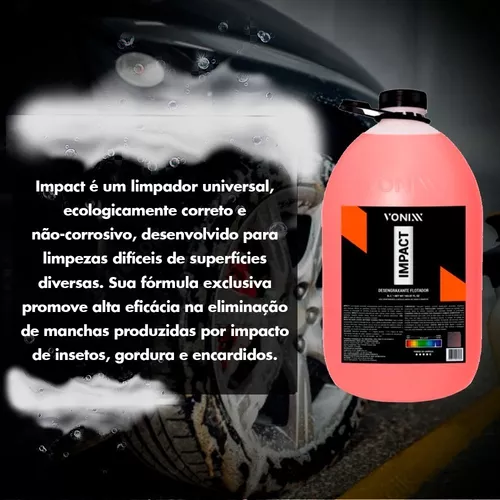 Impact é um limpador universal,
ecologicamente correto e
não-corrosivo, desenvolvido para
limpezas difíceis de superfícies
diversas. Sua fórmula exclusiva
promove alta eficácia na eliminação
de manchas produzidas por impacto
de insetos, gordura e encardidos.
VONIXX
IMPACT
DESENGRAXANTE FLOTADOR